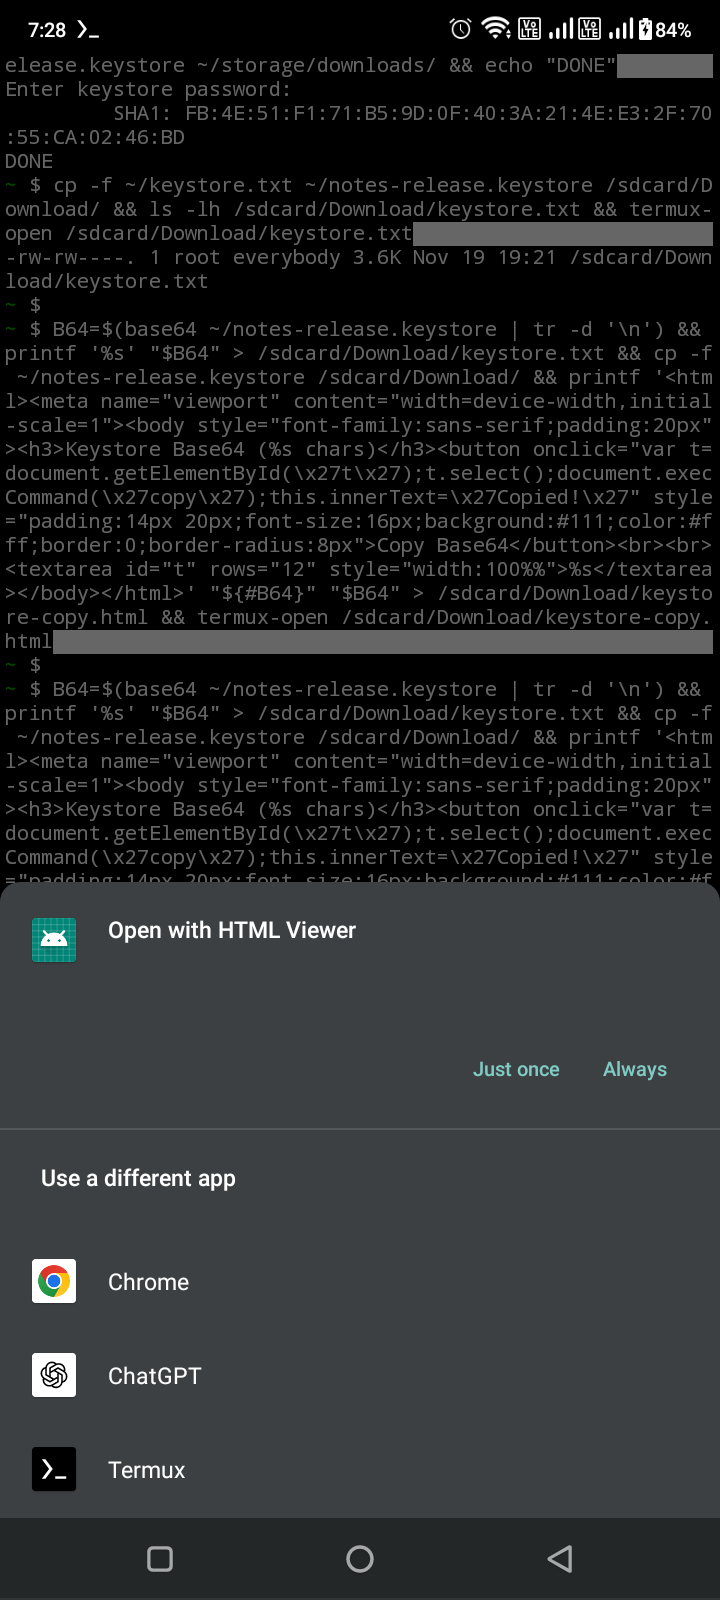 7:28
84%
elease.keystore ~/storage/downloads/ && echo "DONE"
Enter keystore password:
         SHA1: FB:4E:51:F1:71:B5:9D:0F:40:3A:21:4E:E3:2F:70
:55:CA:02:46:BD
DONE
~ $ cp -f ~/keystore.txt ~/notes-release.keystore /sdcard/D
ownload/ && ls -lh /sdcard/Download/keystore.txt && termux-
open /sdcard/Download/keystore.txt
-rw-rw----. 1 root everybody 3.6K Nov 19 19:21 /sdcard/Down
load/keystore.txt
~ $
~ $ B64=$(base64 ~/notes-release.keystore | tr -d '\n') &&
printf '%s' "$B64" > /sdcard/Download/keystore.txt && cp -f
 ~/notes-release.keystore /sdcard/Download/ && printf '<htm
l><meta name="viewport" content="width=device-width,initial
-scale=1"><body style="font-family:sans-serif;padding:20px"
><h3>Keystore Base64 (%s chars)</h3><button onclick="var t=
document.getElementById(\x27t\x27);t.select();document.exec
Command(\x27copy\x27);this.innerText=\x27Copied!\x27" style
="padding:14px 20px;font-size:16px;background:#111;color:#f
ff;border:0;border-radius:8px">Copy Base64</button><br><br>
<textarea id="t" rows="12" style="width:100%%">%s</textarea
></body></html>' "${#B64}" "$B64" > /sdcard/Download/keysto
re-copy.html && termux-open /sdcard/Download/keystore-copy.
html
~ $
~ $ B64=$(base64 ~/notes-release.keystore | tr -d '\n') &&
printf '%s' "$B64" > /sdcard/Download/keystore.txt && cp -f
 ~/notes-release.keystore /sdcard/Download/ && printf '<htm
l><meta name="viewport" content="width=device-width,initial
-scale=1"><body style="font-family:sans-serif;padding:20px"
><h3>Keystore Base64 (%s chars)</h3><button onclick="var t=
document.getElementById(\x27t\x27);t.select();document.exec
Command(\x27copy\x27);this.innerText=\x27Copied!\x27" style
="padding:14px 20px;font-size:16px;background:#111;color:#f
Open with HTML Viewer
Just once
Always
Use a different app
Chrome
ChatGPT
Termux